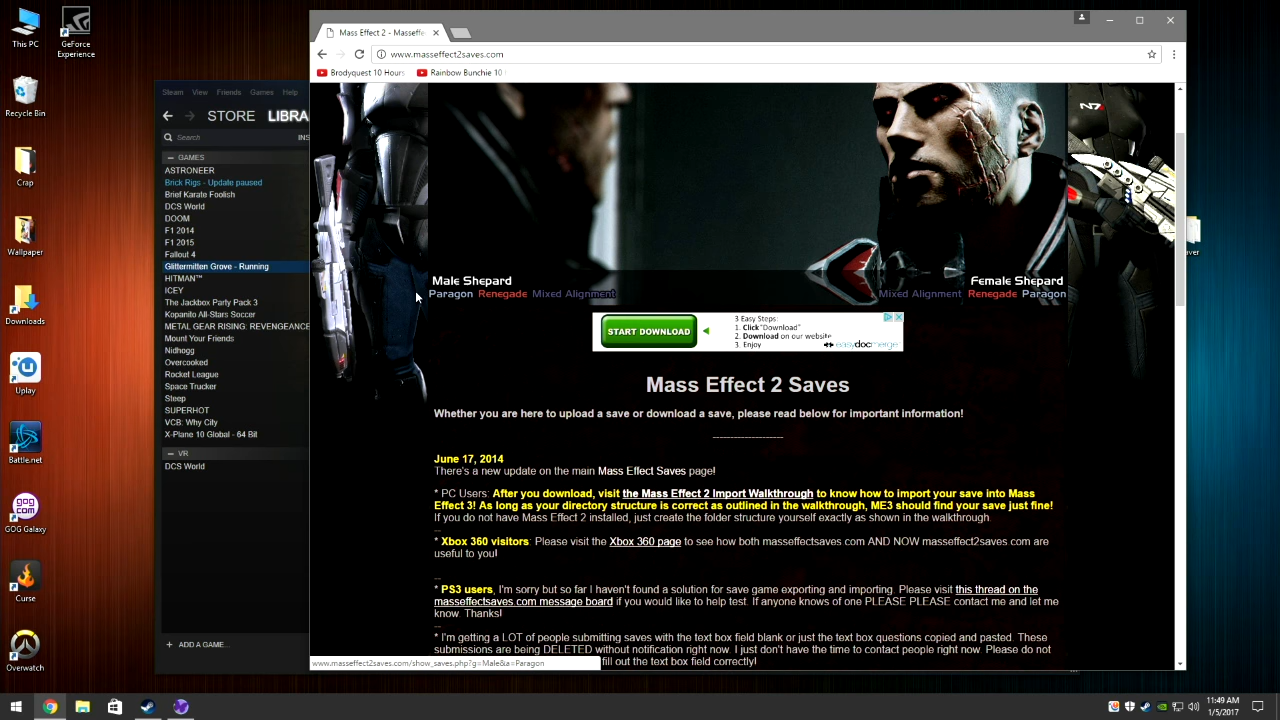 This PC
GeForce
Experience
Recycle Bin
Crap
Wallpaper
Downloads
Uplay
Battle.net
GOG Galaxy
Curse
Overwatch
Steam View Friends Games Help
STORE LIBRA
Search INS
GAMES
ASTRONEER
Brick Rigs - Update paused
Brief Karate Foolish
DCS World
DOOM
F1 2014
F1 2015
Fallout 4
Glittermitten Grove - Running
HITMAN™
ICEY
The Jackbox Party Pack 3
Kopanito All-Stars Soccer
METAL GEAR RISING: REVENGEANCE
Mount Your Friends
Nidhogg
Overcooked
Rocket League
Space Trucker
Steep
SUPERHOT
VCB: Why City
X-Plane 10 Global - 64 Bit
VR
DCS World
+ ADD A GAME...
Mass Effect 2 - Masseffe
www.masseffect2saves.com
Brodyquest 10 Hours
Rainbow Bunchie 10
N7
Male Shepard
Paragon Renegade Mixed Alignment
Female Shepard
Mixed Alignment Renegade Paragon
START DOWNLOAD
3 Easy Steps:
1. Click "Download"
2. Download on our website
3. Enjoy
easydocmerge
Mass Effect 2 Saves
Whether you are here to upload a save or download a save, please read below for important information!
--------------------
June 17, 2014
There's a new update on the main Mass Effect Saves page!
* PC Users: After you download, visit the Mass Effect 2 Import Walkthrough to know how to import your save into Mass
Effect 3! As long as your directory structure is correct as outlined in the walkthrough, ME3 should find your save just fine!
If you do not have Mass Effect 2 installed, just create the folder structure yourself exactly as shown in the walkthrough.
--
* Xbox 360 visitors: Please visit the Xbox 360 page to see how both masseffectsaves.com AND NOW masseffect2saves.com are
useful to you!
--
* PS3 users, I'm sorry but so far I haven't found a solution for save game exporting and importing. Please visit this thread on the
masseffectsaves.com message board if you would like to help test. If anyone knows of one PLEASE PLEASE contact me and let me
know. Thanks!
--
* I'm getting a LOT of people submitting saves with the text box field blank or just the text box questions copied and pasted. These
submissions are being DELETED without notification right now. I just don't have the time to contact people right now. Please do not
fill out the text box field correctly!
www.masseffect2saves.com/show_saves.php?g=Male&a=Paragon
11:49 AM
1/5/2017